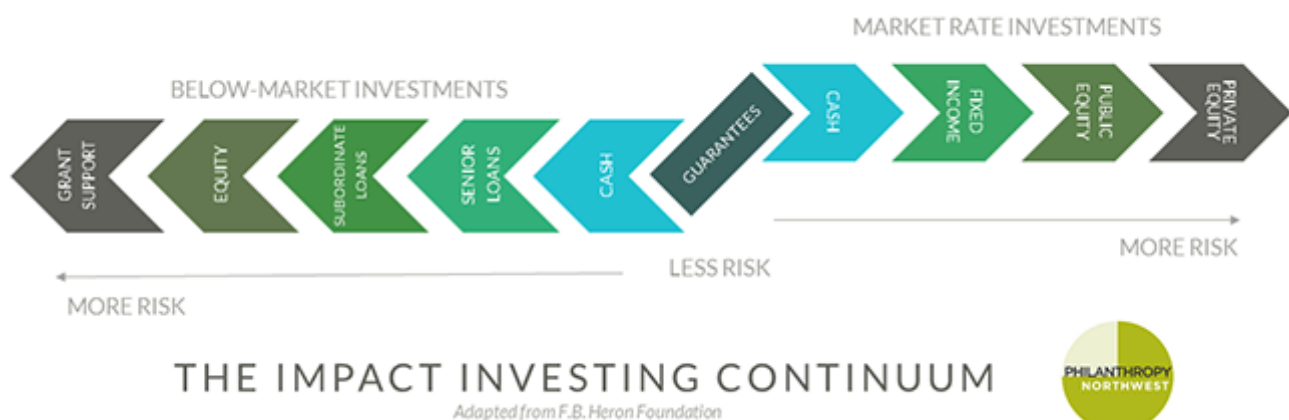 MARKET RATE INVESTMENTS
BELOW-MARKET INVESTMENTS
GRANT
SUPPORT
EQUITY
SUBORDINATE
LOANS
SENIOR
LOANS
CASH
GUARANTEES
CASH
FIXED
INCOME
PUBLIC
EQUITY
PRIVATE
EQUITY
MORE RISK
LESS RISK
MORE RISK
THE IMPACT INVESTING CONTINUUM
Adapted from F.B. Heron Foundation
PHILANTHROPY
NORTHWEST